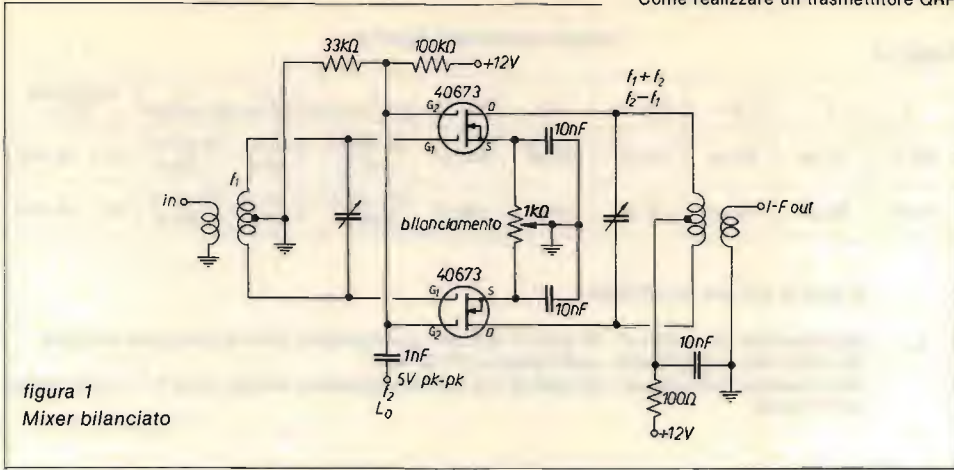 Come realizzare un trasmettitore QRP
33kΩ
100kΩ
+12V
f1 + f2
f2 − f1
40673
G2
D
G1
S
10nF
f1
in
1kΩ
bilanciamento
I-F out
40673
G1
S
G2
D
10nF
1nF
5V pk-pk
f2
LO
10nF
100Ω
+12V
figura 1
Mixer bilanciato